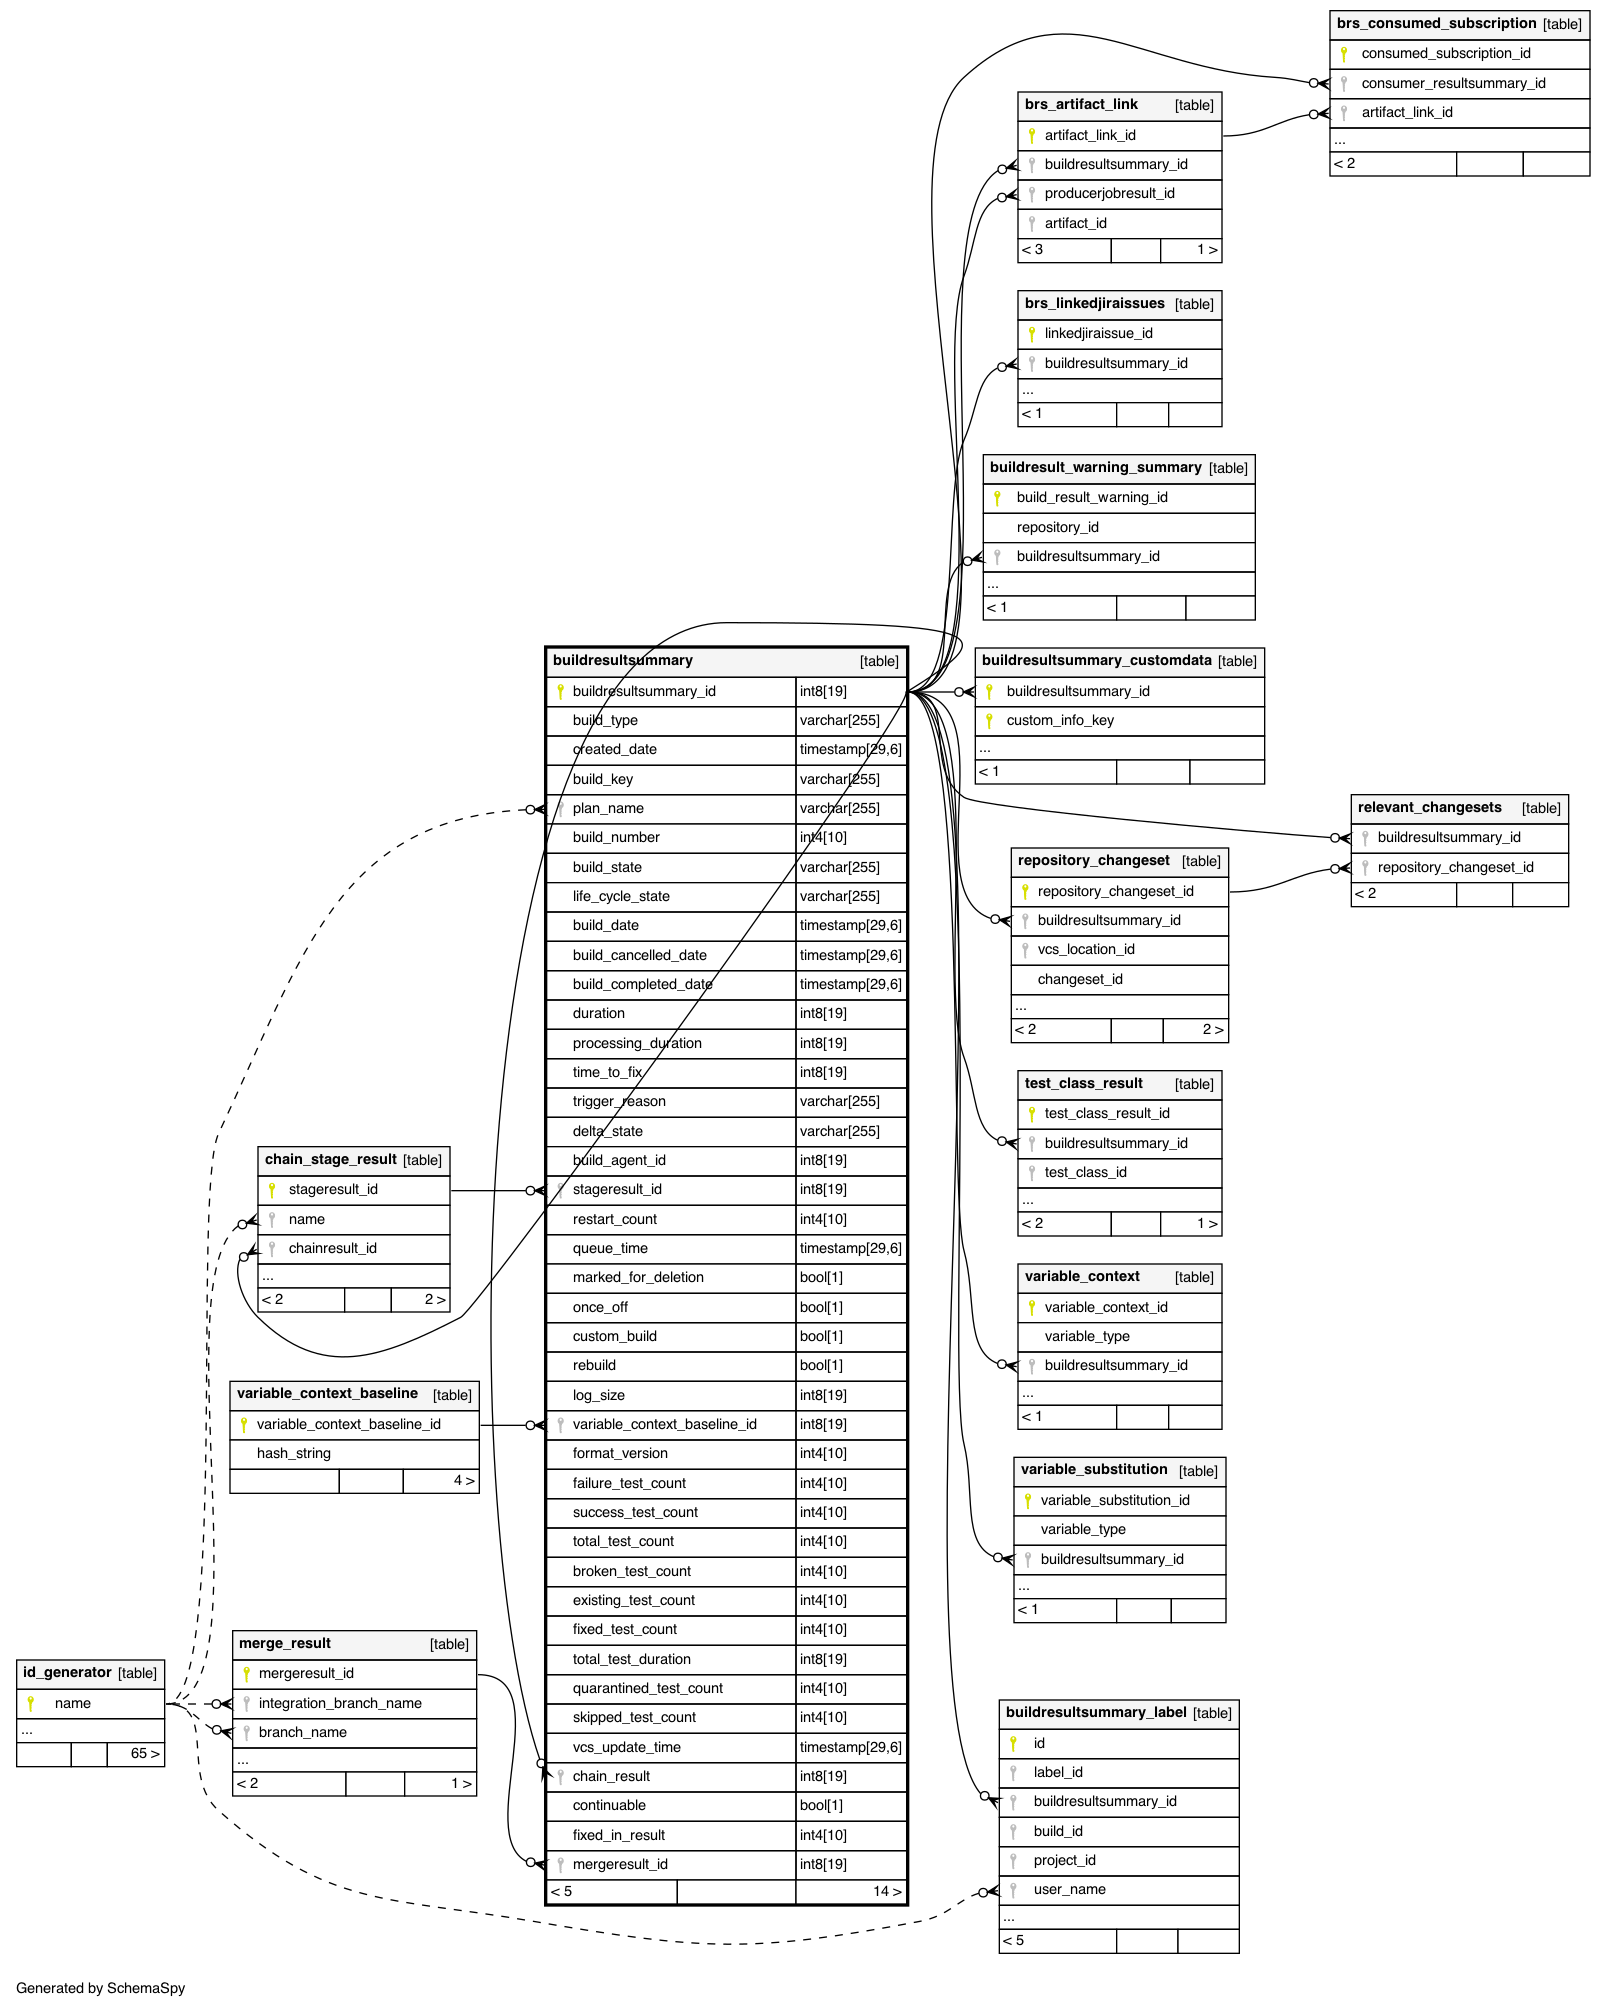 brs_consumed_subscription [table]
consumed_subscription_id
consumer_resultsummary_id
artifact_link_id
...
< 2
brs_artifact_link [table]
artifact_link_id
buildresultsummary_id
producerjobresult_id
artifact_id
< 3 1 >
brs_linkedjiraissues [table]
linkedjiraissue_id
buildresultsummary_id
...
< 1
buildresult_warning_summary [table]
build_result_warning_id
repository_id
buildresultsummary_id
...
< 1
buildresultsummary [table]
buildresultsummary_id int8[19]
build_type varchar[255]
created_date timestamp[29,6]
build_key varchar[255]
plan_name varchar[255]
build_number int4[10]
build_state varchar[255]
life_cycle_state varchar[255]
build_date timestamp[29,6]
build_cancelled_date timestamp[29,6]
build_completed_date timestamp[29,6]
duration int8[19]
processing_duration int8[19]
time_to_fix int8[19]
trigger_reason varchar[255]
delta_state varchar[255]
build_agent_id int8[19]
stageresult_id int8[19]
restart_count int4[10]
queue_time timestamp[29,6]
marked_for_deletion bool[1]
once_off bool[1]
custom_build bool[1]
rebuild bool[1]
log_size int8[19]
variable_context_baseline_id int8[19]
format_version int4[10]
failure_test_count int4[10]
success_test_count int4[10]
total_test_count int4[10]
broken_test_count int4[10]
existing_test_count int4[10]
fixed_test_count int4[10]
total_test_duration int8[19]
quarantined_test_count int4[10]
skipped_test_count int4[10]
vcs_update_time timestamp[29,6]
chain_result int8[19]
continuable bool[1]
fixed_in_result int4[10]
mergeresult_id int8[19]
< 5 14 >
buildresultsummary_customdata [table]
buildresultsummary_id
custom_info_key
...
< 1
relevant_changesets [table]
buildresultsummary_id
repository_changeset_id
< 2
repository_changeset [table]
repository_changeset_id
buildresultsummary_id
vcs_location_id
changeset_id
...
< 2 2 >
test_class_result [table]
test_class_result_id
buildresultsummary_id
test_class_id
...
< 2 1 >
chain_stage_result [table]
stageresult_id
name
chainresult_id
...
< 2 2 >
variable_context [table]
variable_context_id
variable_type
buildresultsummary_id
...
< 1
variable_context_baseline [table]
variable_context_baseline_id
hash_string
4 >
variable_substitution [table]
variable_substitution_id
variable_type
buildresultsummary_id
...
< 1
merge_result [table]
mergeresult_id
integration_branch_name
branch_name
...
< 2 1 >
id_generator [table]
name
...
65 >
buildresultsummary_label [table]
id
label_id
buildresultsummary_id
build_id
project_id
user_name
...
< 5
Generated by SchemaSpy